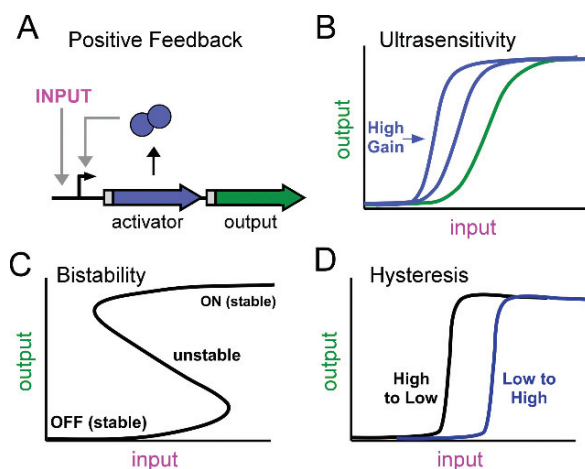 A
Positive Feedback
INPUT
activator
output
B
Ultrasensitivity
output
High
Gain
input
C
Bistability
output
ON (stable)
unstable
OFF (stable)
input
D
Hysteresis
output
High
to Low
Low to
High
input